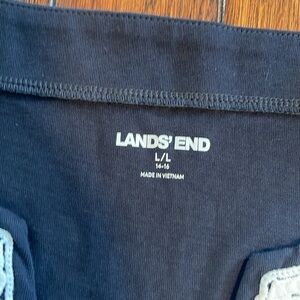 LANDS' END
L/L
14-16
MADE IN VIETNAM